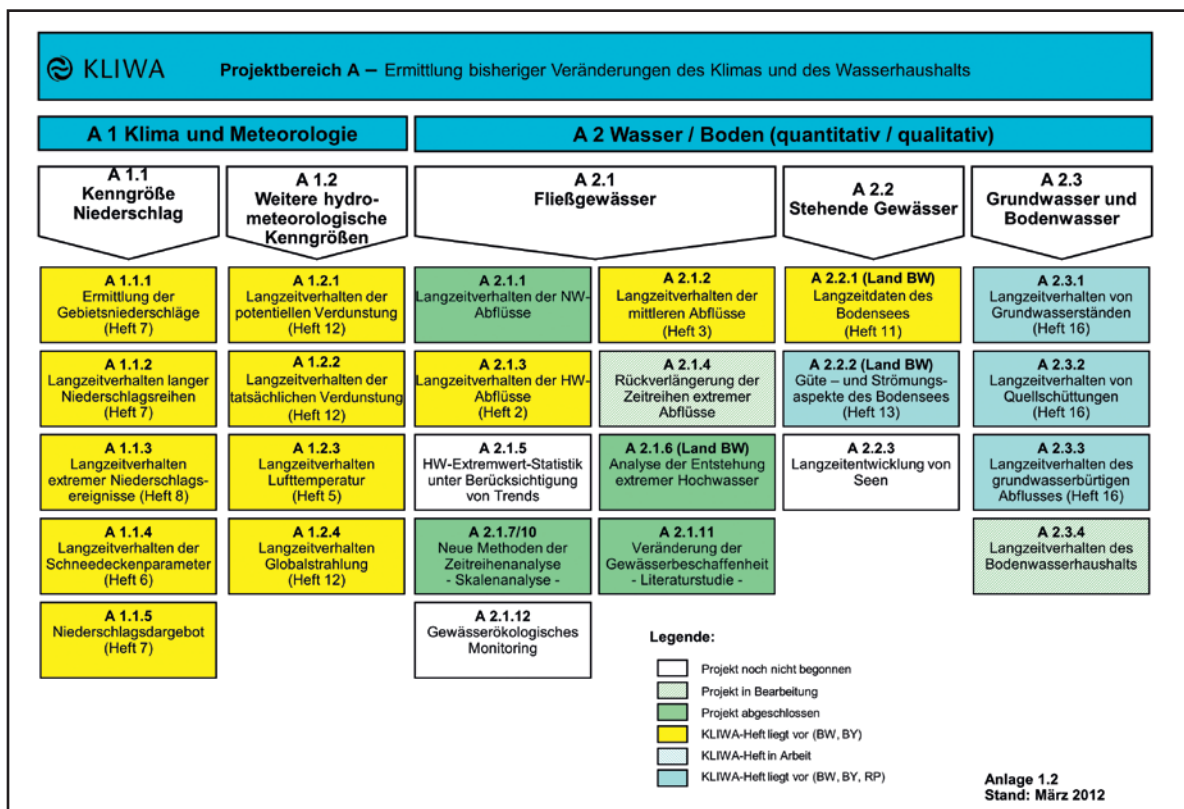 KLIWA
Projektbereich A – Ermittlung bisheriger Veränderungen des Klimas und des Wasserhaushalts
A 1 Klima und Meteorologie
A 2 Wasser / Boden (quantitativ / qualitativ)
A 1.1
Kenngröße
Niederschlag
A 1.2
Weitere hydro-
meteorologische
Kenngrößen
A 2.1
Fließgewässer
A 2.2
Stehende Gewässer
A 2.3
Grundwasser und
Bodenwasser
A 1.1.1
Ermittlung der
Gebietsniederschläge
(Heft 7)
A 1.2.1
Langzeitverhalten der
potentiellen Verdunstung
(Heft 12)
A 2.1.1
Langzeitverhalten der NW-
Abflüsse
A 2.1.2
Langzeitverhalten der
mittleren Abflüsse
(Heft 3)
A 2.2.1 (Land BW)
Langzeitdaten des
Bodensees
(Heft 11)
A 2.3.1
Langzeitverhalten von
Grundwasserständen
(Heft 16)
A 1.1.2
Langzeitverhalten langer
Niederschlagsreihen
(Heft 7)
A 1.2.2
Langzeitverhalten der
tatsächlichen Verdunstung
(Heft 12)
A 2.1.3
Langzeitverhalten der HW-
Abflüsse
(Heft 2)
A 2.1.4
Rückverlängerung der
Zeitreihen extremer
Abflüsse
A 2.2.2 (Land BW)
Güte – und Strömungs-
aspekte des Bodensees
(Heft 13)
A 2.3.2
Langzeitverhalten von
Quellschüttungen
(Heft 16)
A 1.1.3
Langzeitverhalten
extremer Niederschlags-
ereignisse (Heft 8)
A 1.2.3
Langzeitverhalten
Lufttemperatur
(Heft 5)
A 2.1.5
HW-Extremwert-Statistik
unter Berücksichtigung
von Trends
A 2.1.6 (Land BW)
Analyse der Entstehung
extremer Hochwasser
A 2.2.3
Langzeitentwicklung von
Seen
A 2.3.3
Langzeitverhalten des
grundwasserbürtigen
Abflusses (Heft 16)
A 1.1.4
Langzeitverhalten der
Schneedeckenparameter
(Heft 6)
A 1.2.4
Langzeitverhalten
Globalstrahlung
(Heft 12)
A 2.1.7/10
Neue Methoden der
Zeitreihenanalyse
- Skalenanalyse -
A 2.1.11
Veränderung der
Gewässerbeschaffenheit
- Literaturstudie -
A 2.3.4
Langzeitverhalten des
Bodenwasserhaushalts
A 1.1.5
Niederschlagsdargebot
(Heft 7)
A 2.1.12
Gewässerökologisches
Monitoring
Legende:
Projekt noch nicht begonnen
Projekt in Bearbeitung
Projekt abgeschlossen
KLIWA-Heft liegt vor (BW, BY)
KLIWA-Heft in Arbeit
KLIWA-Heft liegt vor (BW, BY, RP)
Anlage 1.2
Stand: März 2012